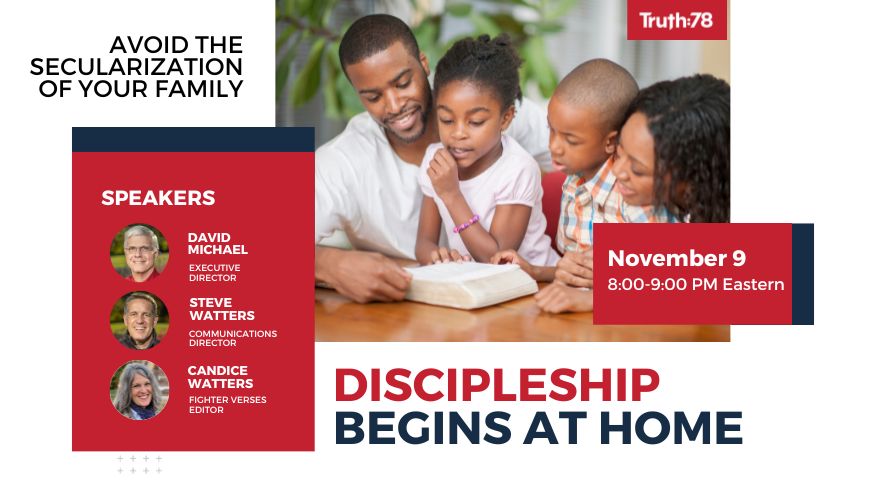 AVOID THE
SECULARIZATION
OF YOUR FAMILY
Truth:78
SPEAKERS
DAVID
MICHAEL
EXECUTIVE
DIRECTOR
STEVE
WATTERS
COMMUNICATIONS
DIRECTOR
CANDICE
WATTERS
FIGHTER VERSES
EDITOR
November 9
8:00-9:00 PM Eastern
DISCIPLESHIP
BEGINS AT HOME